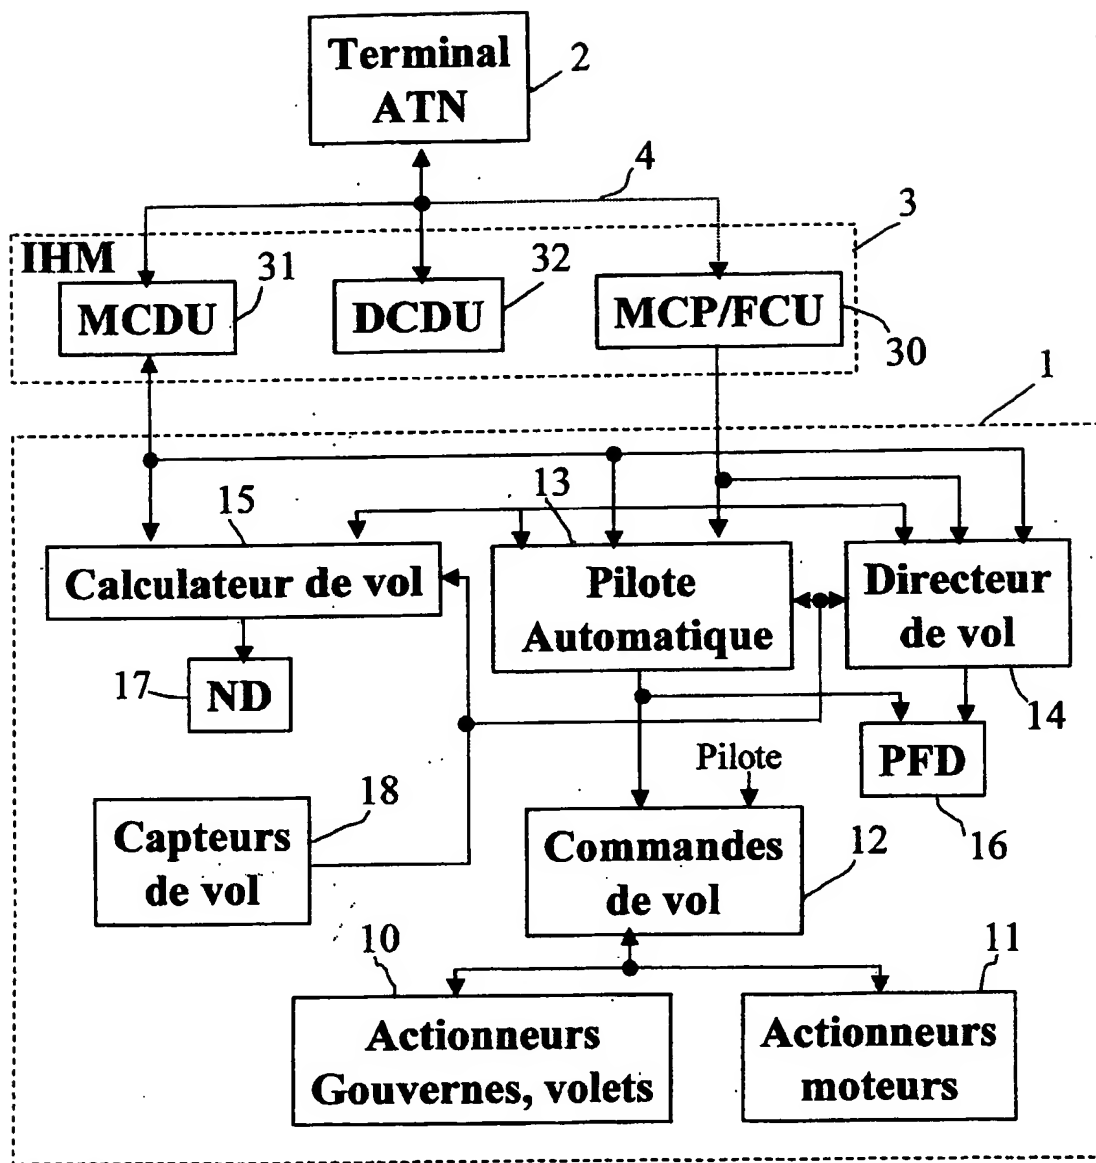 Terminal
ATN
2
4
3
IHM
31
MCDU
32
DCDU
MCP/FCU
30
1
15
Calculateur de vol
13
Pilote
Automatique
Directeur
de vol
14
17
ND
PFD
16
Pilote
18
Capteurs
de vol
Commandes
de vol
12
10
Actionneurs
Gouvernes, volets
11
Actionneurs
moteurs